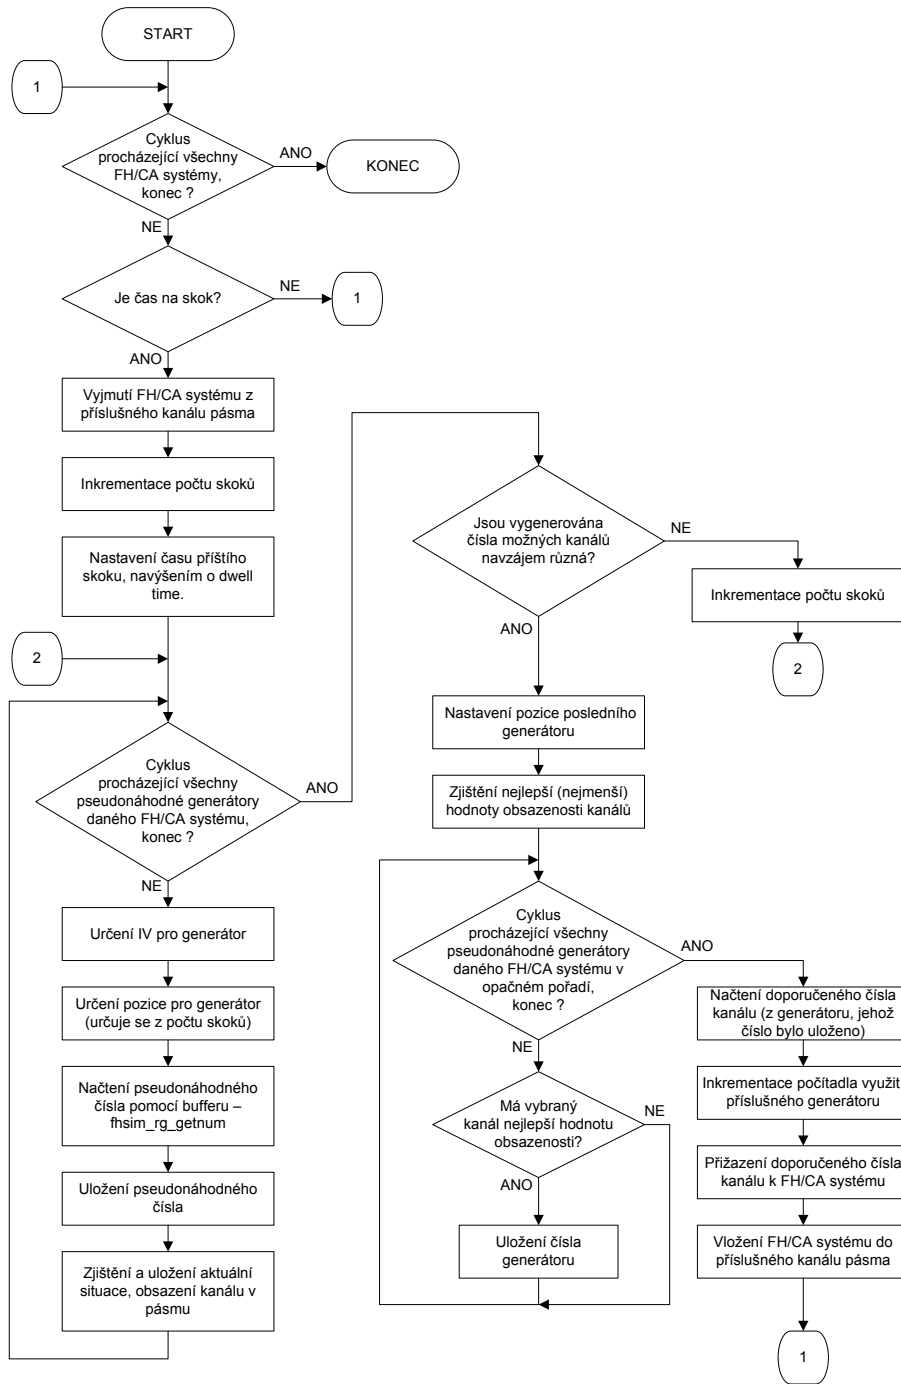 START
1
Cyklus
procházející všechny
FH/CA systémy,
konec ?
ANO
KONEC
NE
Je čas na skok?
NE
1
ANO
Vyjmutí FH/CA systému z
příslušného kanálu pásma
Inkrementace počtu skoků
Nastavení času příštího
skoku, navýšením o dwell
time.
2
Cyklus
procházející všechny
pseudonáhodné generátory
daného FH/CA systému,
konec ?
ANO
NE
Určení IV pro generátor
Určení pozice pro generátor
(určuje se z počtu skoků)
Načtení pseudonáhodného
čísla pomocí bufferu –
fhsim_rg_getnum
Uložení pseudonáhodného
čísla
Zjištění a uložení aktuální
situace, obsazení kanálu v
pásmu
Jsou vygenerována
čísla možných kanálů
navzájem různá?
NE
Inkrementace počtu skoků
2
ANO
Nastavení pozice posledního
generátoru
Zjištění nejlepší (nejmenší)
hodnoty obsazenosti kanálů
Cyklus
procházející všechny
pseudonáhodné generátory
daného FH/CA systému v
opačném pořadí,
konec ?
ANO
NE
Má vybraný
kanál nejlepší hodnotu
obsazenosti?
NE
ANO
Uložení čísla
generátoru
Načtení doporučeného čísla
kanálu (z generátoru, jehož
číslo bylo uloženo)
Inkrementace počítadla využit
příslušného generátoru
Přižazení doporučeného čísla
kanálu k FH/CA systému
Vložení FH/CA systému do
příslušného kanálu pásma
1